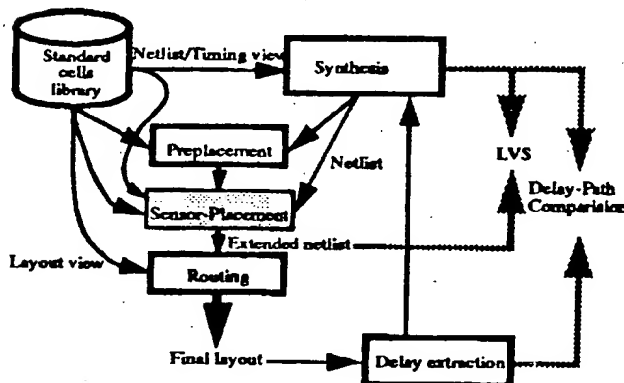 Standard
cells
library
Netlist/Timing view
Synthesis
Preplacement
Netlist
LVS
Delay-Path
Comparision
Sensor-Placement
Extended netlist
Layout view
Routing
Final layout
Delay extraction